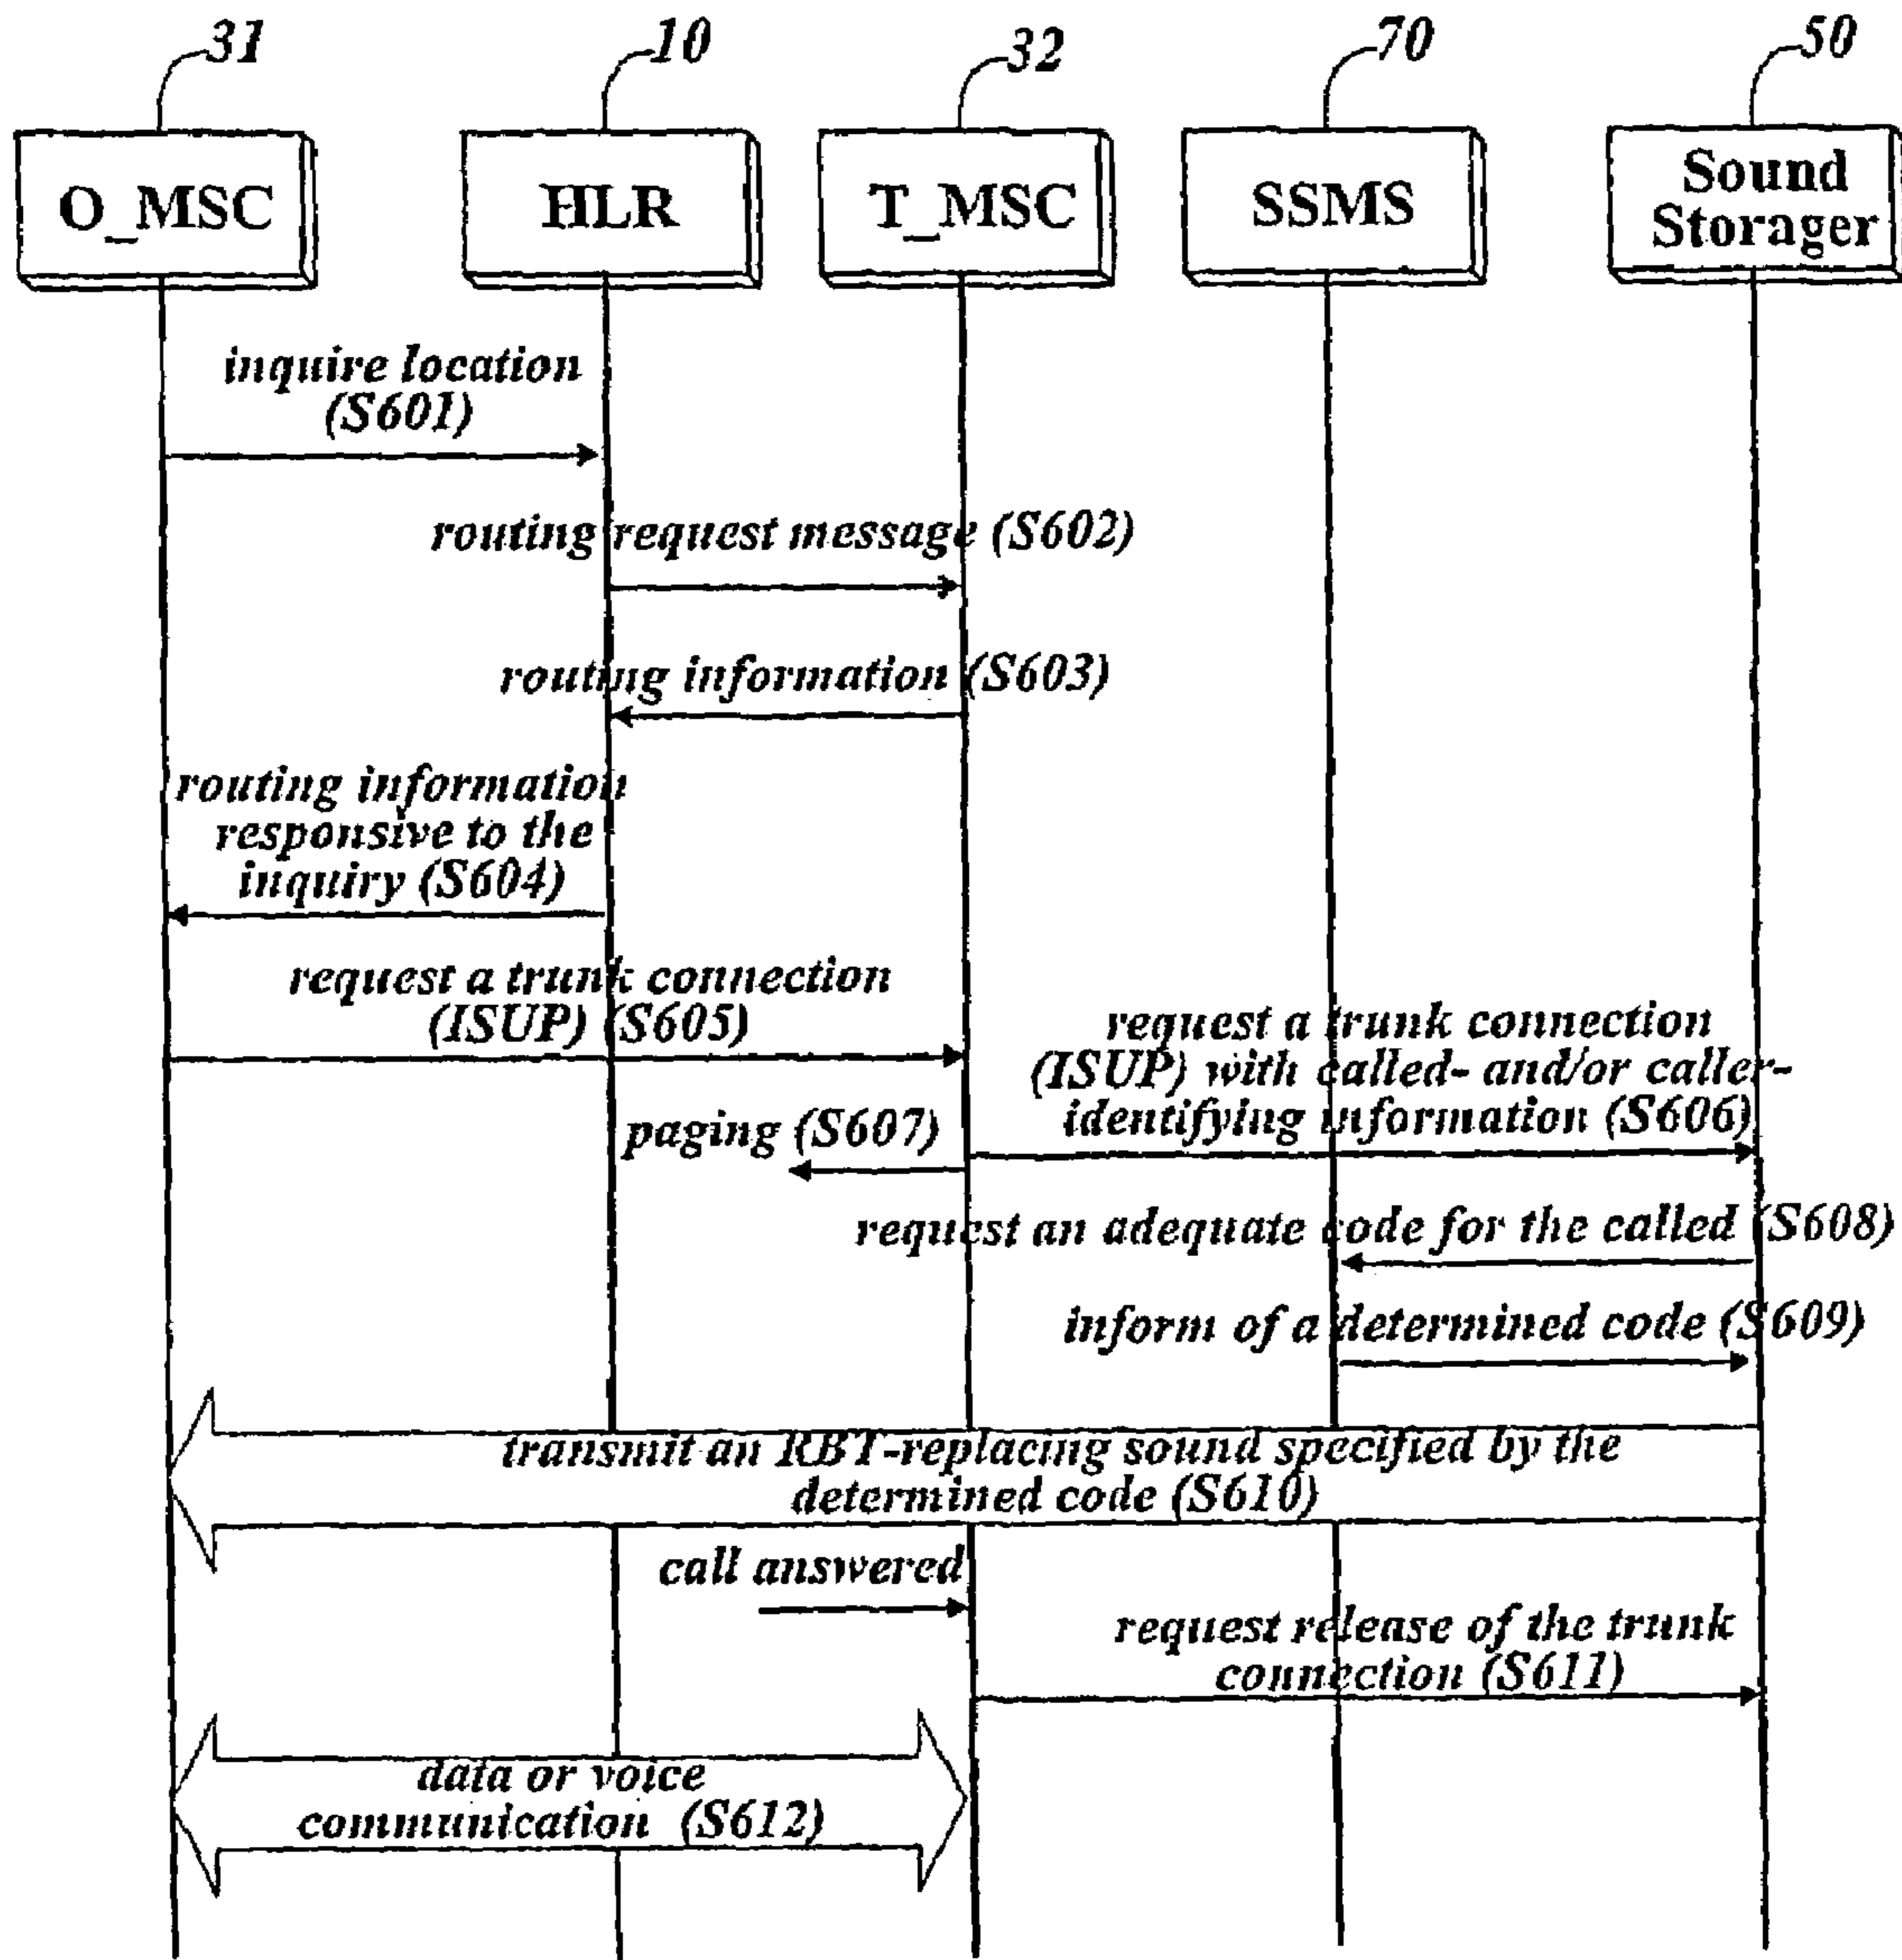 31
10
32
70
50
O_MSC
HLR
T_MSC
SSMS
Sound
Storager
inquire location
(S601)
routing request message (S602)
routing information (S603)
routing information
responsive to the
inquiry (S604)
request a trunk connection
(ISUP) (S605)
request a trunk connection
(ISUP) with called- and/or caller-
identifying information (S606)
paging (S607)
request an adequate code for the called (S608)
inform of a determined code (S609)
transmit an RBT-replacing sound specified by the
determined code (S610)
call answered
request release of the trunk
connection (S611)
data or voice
communication (S612)